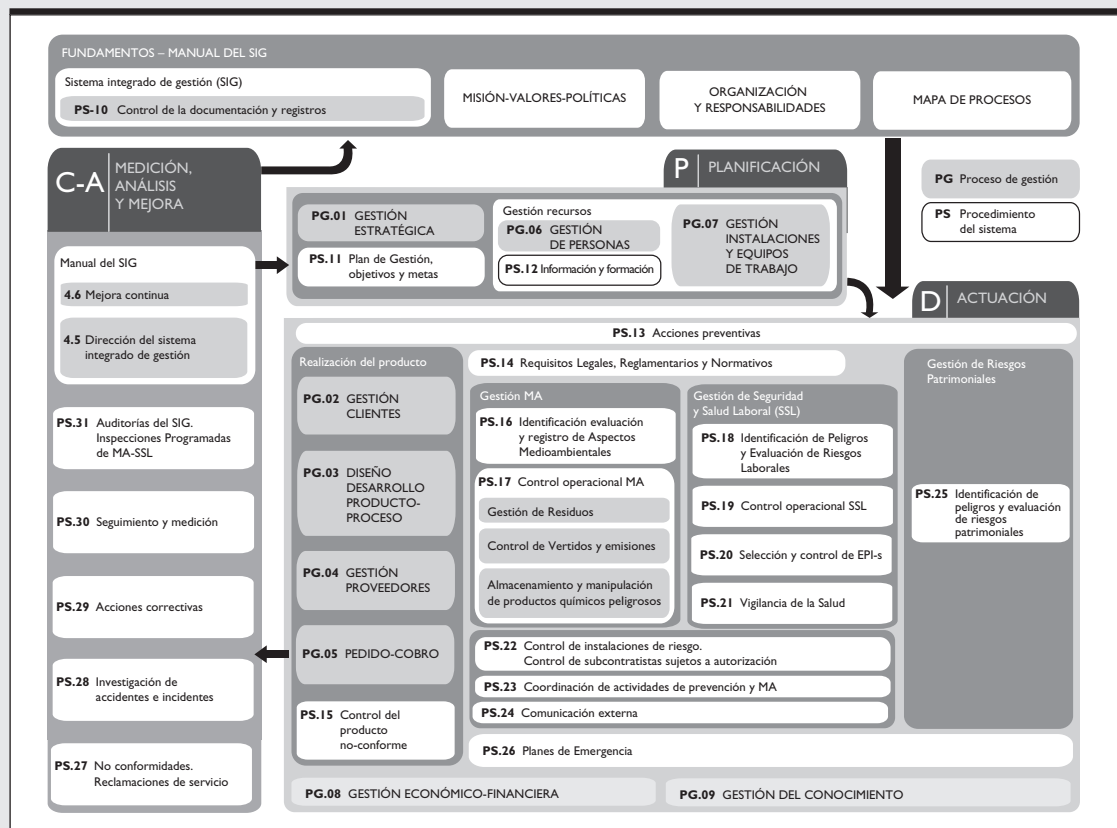 FUNDAMENTOS – MANUAL DEL SIG
Sistema integrado de gestión (SIG)
PS-10 Control de la documentación y registros
MISIÓN-VALORES-POLÍTICAS
ORGANIZACIÓN
Y RESPONSABILIDADES
MAPA DE PROCESOS
C-A
MEDICIÓN,
ANÁLISIS
Y MEJORA
Manual del SIG
4.6 Mejora continua
4.5 Dirección del sistema
integrado de gestión
PS.31 Auditorías del SIG.
Inspecciones Programadas
de MA-SSL
PS.30 Seguimiento y medición
PS.29 Acciones correctivas
PS.28 Investigación de
accidentes e incidentes
PS.27 No conformidades.
Reclamaciones de servicio
P PLANIFICACIÓN
PG.01 GESTIÓN
ESTRATÉGICA
PS.11 Plan de Gestión,
objetivos y metas
Gestión recursos
PG.06 GESTIÓN
DE PERSONAS
PS.12 Información y formación
PG.07 GESTIÓN
INSTALACIONES
Y EQUIPOS
DE TRABAJO
PG Proceso de gestión
PS Procedimiento
del sistema
D ACTUACIÓN
PS.13 Acciones preventivas
Realización del producto
PG.02 GESTIÓN
CLIENTES
PG.03 DISEÑO
DESARROLLO
PRODUCTO-
PROCESO
PG.04 GESTIÓN
PROVEEDORES
PG.05 PEDIDO-COBRO
PS.15 Control del
producto
no-conforme
PS.14 Requisitos Legales, Reglamentarios y Normativos
Gestión MA
PS.16 Identificación evaluación
y registro de Aspectos
Medioambientales
PS.17 Control operacional MA
Gestión de Residuos
Control de Vertidos y emisiones
Almacenamiento y manipulación
de productos químicos peligrosos
Gestión de Seguridad
y Salud Laboral (SSL)
PS.18 Identificación de Peligros
y Evaluación de Riesgos
Laborales
PS.19 Control operacional SSL
PS.20 Selección y control de EPI-s
PS.21 Vigilancia de la Salud
PS.22 Control de instalaciones de riesgo.
Control de subcontratistas sujetos a autorización
PS.23 Coordinación de actividades de prevención y MA
PS.24 Comunicación externa
Gestión de Riesgos
Patrimoniales
PS.25 Identificación de
peligros y evaluación
de riesgos
patrimoniales
PS.26 Planes de Emergencia
PG.08 GESTIÓN ECONÓMICO-FINANCIERA
PG.09 GESTIÓN DEL CONOCIMIENTO